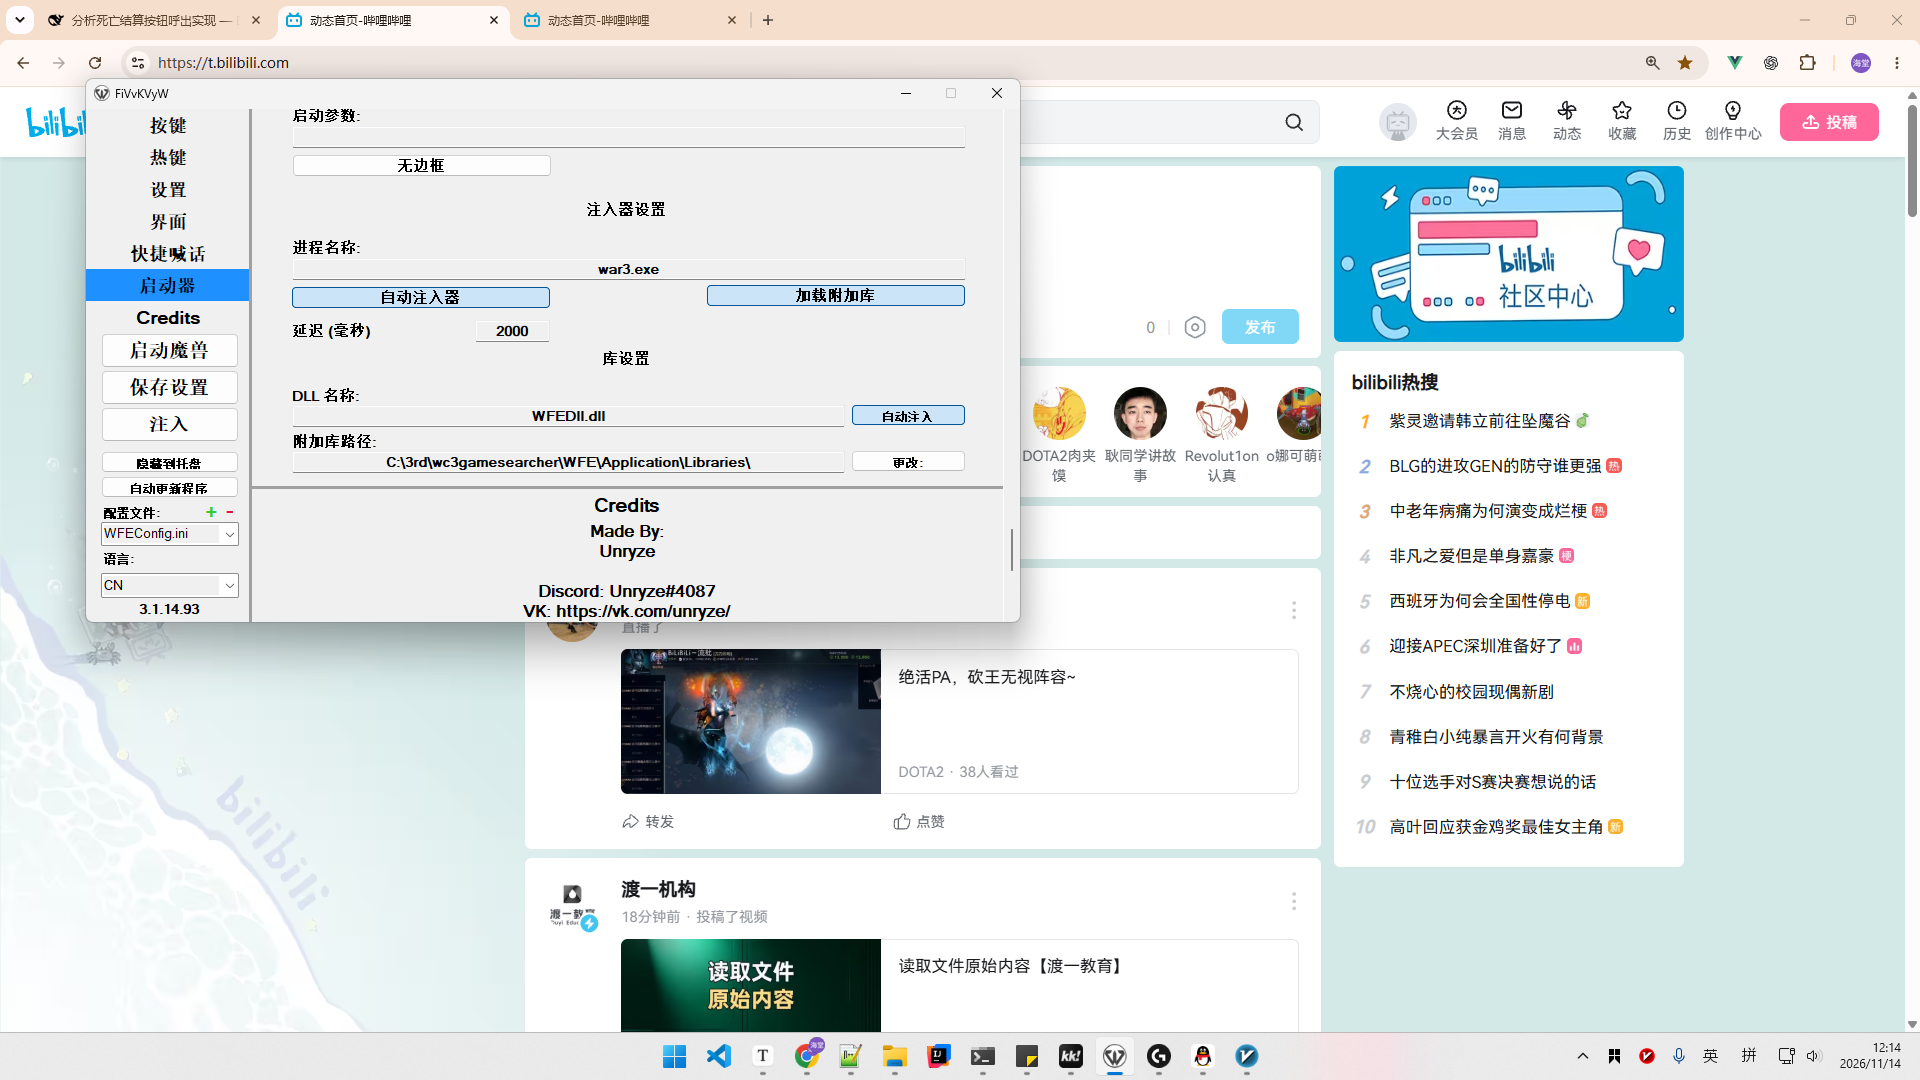 分析死亡结算按钮呼出实现 —
动态首页-哔哩哔哩
动态首页-哔哩哔哩
https://t.bilibili.com
海堂
FiVvKVyW
按键
热键
设置
界面
快捷喊话
启动器
Credits
启动魔兽
保存设置
注入
隐藏到托盘
自动更新程序
配置文件:
+ -
WFEConfig.ini
语言:
CN
3.1.14.93
启动参数:
无边框
注入器设置
进程名称:
war3.exe
自动注入器
加载附加库
延迟 (毫秒)
2000
库设置
DLL 名称:
WFEDll.dll
自动注入
附加库路径:
C:\3rd\wc3gamesearcher\WFE\Application\Libraries\
更改:
Credits
Made By:
Unryze
Discord: Unryze#4087
VK: https://vk.com/unryze/
大会员
消息
动态
收藏
历史
创作中心
投稿
0
发布
DOTA2肉夹馍
耿同学讲故事
Revolut1on认真
o娜可萌
直播了
绝活PA，砍王无视阵容~
DOTA2 · 38人看过
转发
点赞
渡一机构
18分钟前 · 投稿了视频
读取文件
原始内容
读取文件原始内容【渡一教育】
bilibili
社区中心
bilibili热搜
1 紫灵邀请韩立前往坠魔谷
2 BLG的进攻GEN的防守谁更强 热
3 中老年病痛为何演变成烂梗 热
4 非凡之爱但是单身嘉豪 梗
5 西班牙为何会全国性停电 新
6 迎接APEC深圳准备好了
7 不烧心的校园现偶新剧
8 青稚白小纯暴言开火有何背景
9 十位选手对S赛决赛想说的话
10 高叶回应获金鸡奖最佳女主角 新
bilibili
英
拼
12:14
2026/11/14